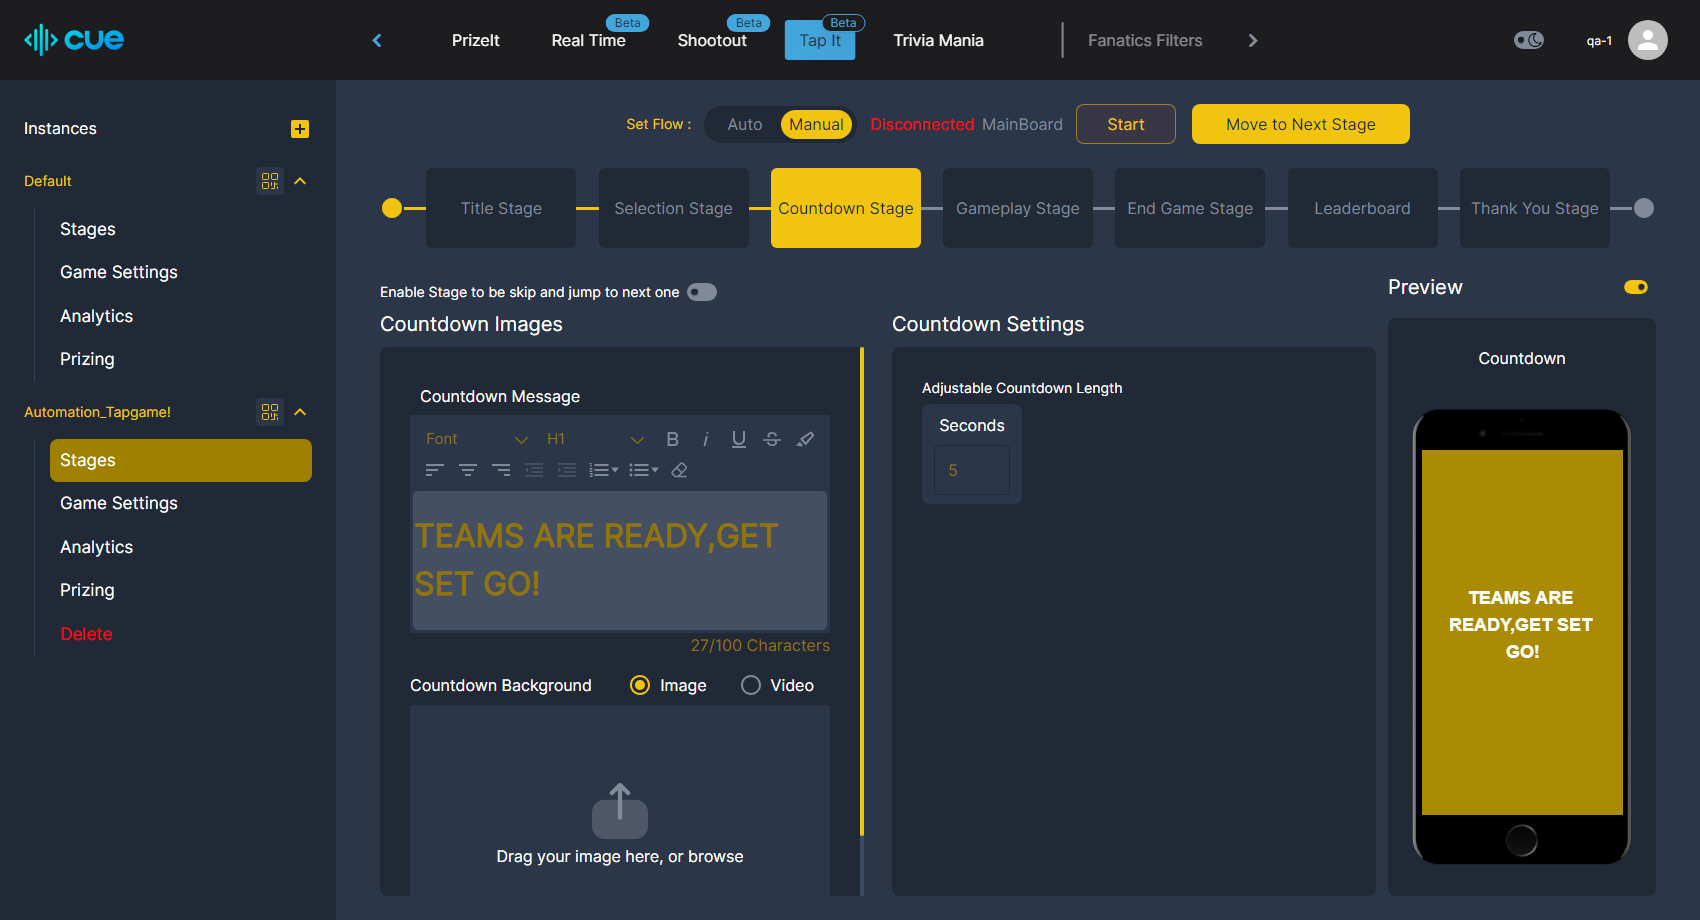 cue
PrizeIt
Real Time
Beta
Shootout
Beta
Tap It
Beta
Trivia Mania
Fanatics Filters
qa-1
Instances
Default
Stages
Game Settings
Analytics
Prizing
Automation_Tapgame!
Stages
Game Settings
Analytics
Prizing
Delete
Set Flow :
Auto
Manual
Disconnected
MainBoard
Start
Move to Next Stage
Title Stage
Selection Stage
Countdown Stage
Gameplay Stage
End Game Stage
Leaderboard
Thank You Stage
Enable Stage to be skip and jump to next one
Countdown Images
Countdown Message
Font
H1
B
i
U
S
TEAMS ARE READY,GET
SET GO!
27/100 Characters
Countdown Background
Image
Video
Drag your image here, or browse
Countdown Settings
Adjustable Countdown Length
Seconds
5
Preview
Countdown
TEAMS ARE
READY,GET SET
GO!